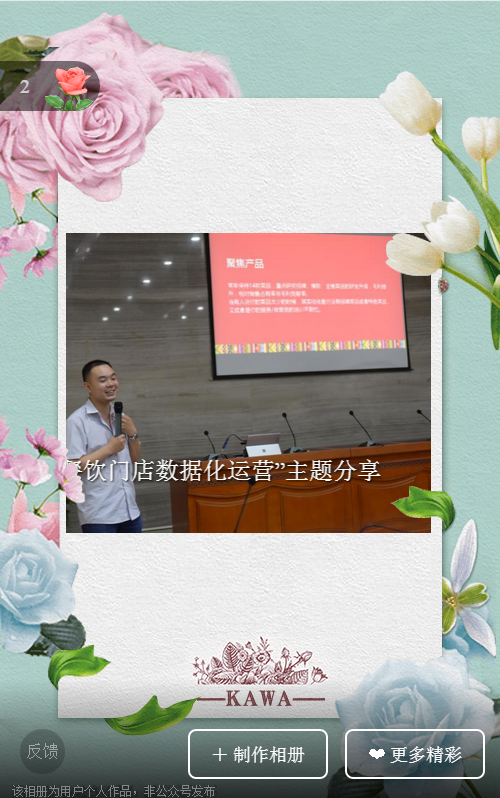 2
聚焦产品
聚饮门店数据化运营”主题分享
KAWA
反馈
+ 制作相册
❤ 更多精彩
该相册为用户个人作品，非公众号发布